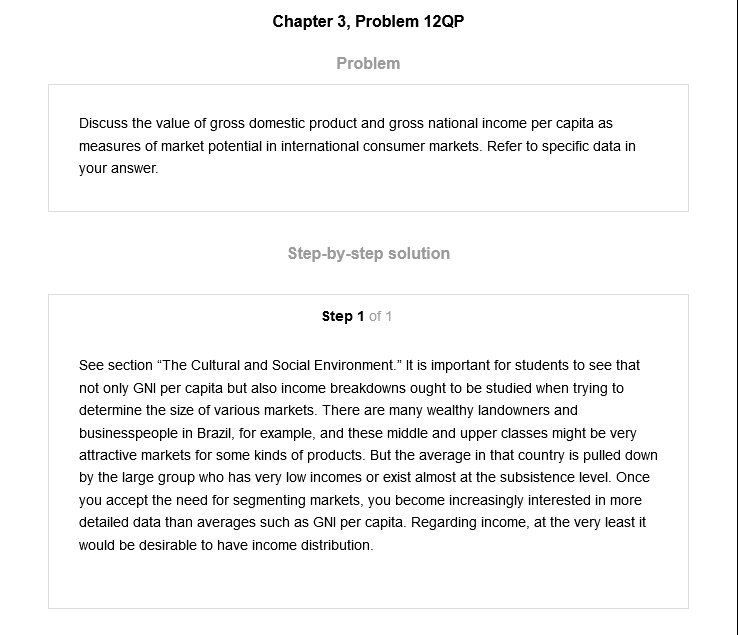 Chapter 3, Problem 12QP
Problem
Discuss the value of gross domestic product and gross national income per capita as
measures of market potential in international consumer markets. Refer to specific data in
your answer.
Step-by-step solution
Step 1 of 1
See section “The Cultural and Social Environment.” It is important for students to see that
not only GNI per capita but also income breakdowns ought to be studied when trying to
determine the size of various markets. There are many wealthy landowners and
businesspeople in Brazil, for example, and these middle and upper classes might be very
attractive markets for some kinds of products. But the average in that country is pulled down
by the large group who has very low incomes or exist almost at the subsistence level. Once
you accept the need for segmenting markets, you become increasingly interested in more
detailed data than averages such as GNI per capita. Regarding income, at the very least it
would be desirable to have income distribution.